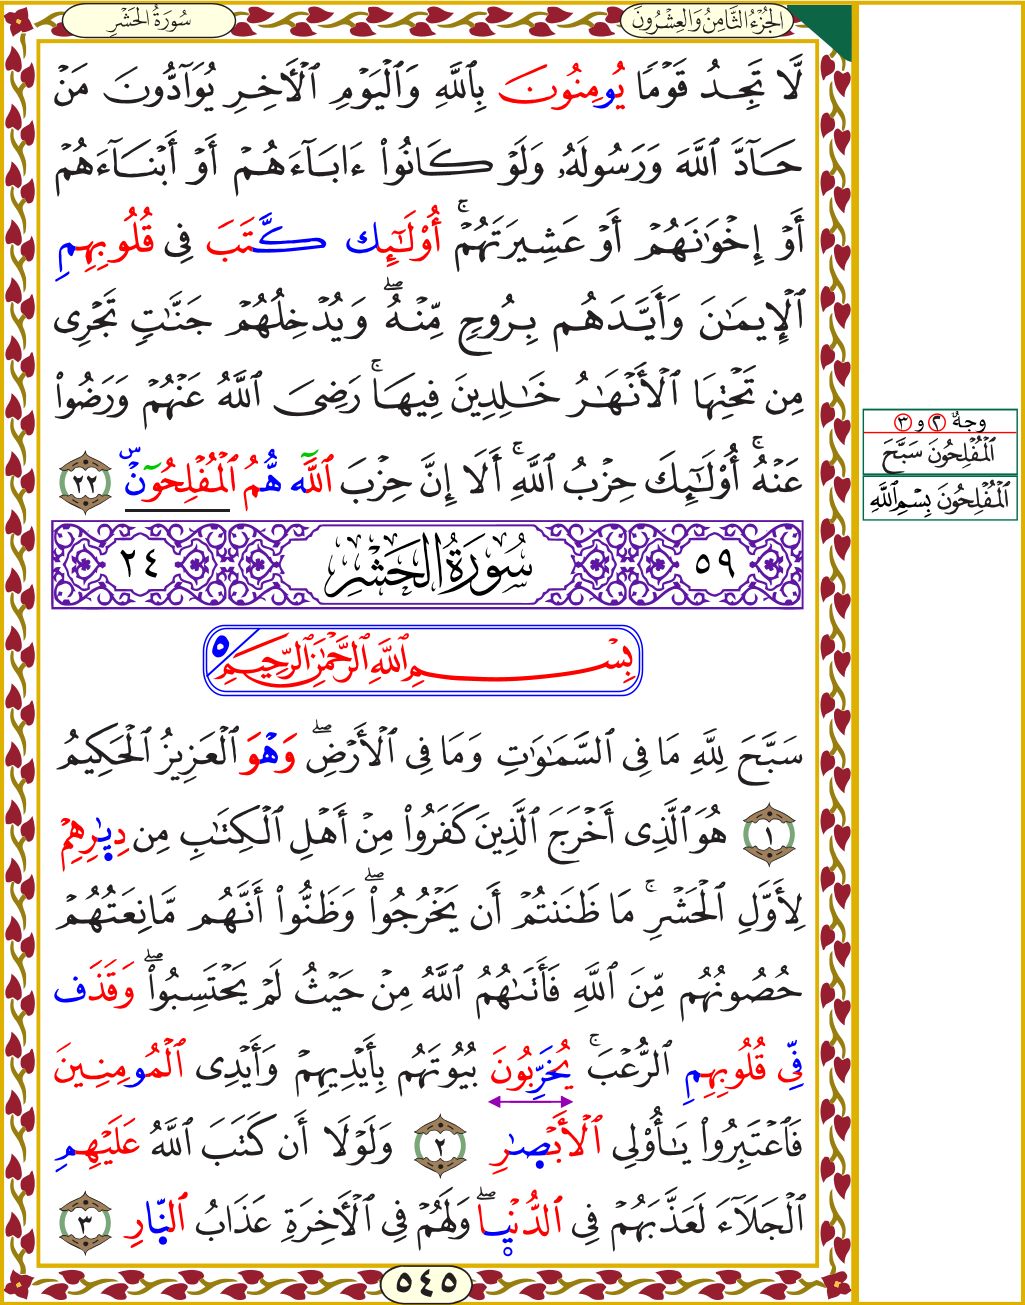 الجُزْءُ الثَّامِنُ وَالعِشْرُونَ
سُورَةُ الحَشْرِ
لَّا تَجِدُ قَوْمًا يُومِنُونَ بِٱللَّهِ وَٱلْيَوْمِ ٱلْأَخِرِ يُوَآدُّونَ مَنْ
حَآدَّ ٱللَّهَ وَرَسُولَهُۥ وَلَوْ كَانُوا۟ ءَابَآءَهُمْ أَوْ أَبْنَآءَهُمْ
أَوْ إِخْوَٰنَهُمْ أَوْ عَشِيرَتَهُمْ ۚ أُو۟لَـٰٓئِك كَّتَبَ فِى قُلُوبِهِمِ
ٱلْإِيمَـٰنَ وَأَيَّدَهُم بِرُوحٍ مِّنْهُ ۖ وَيُدْخِلُهُمْ جَنَّـٰتٍ تَجْرِى
مِن تَحْتِهَا ٱلْأَنْهَـٰرُ خَـٰلِدِينَ فِيهَا ۚ رَضِىَ ٱللَّهُ عَنْهُمْ وَرَضُوا۟
عَنْهُ ۚ أُو۟لَـٰٓئِكَ حِزْبُ ٱللَّهِ ۚ أَلَا إِنَّ حِزْبَ ٱللَّه هُّمُ ٱلْمُفْلِحُونَ ۜ ٢٢
٥٩ سُورَةُ الحَشْرِ ٢٤
بِسْمِ ٱللَّهِ ٱلرَّحْمَـٰنِ ٱلرَّحِيمِ ٥
سَبَّحَ لِلَّهِ مَا فِى ٱلسَّمَـٰوَٰتِ وَمَا فِى ٱلْأَرْضِ ۖ وَهْوَ ٱلْعَزِيزُ ٱلْحَكِيمُ
١ هُوَ ٱلَّذِى أَخْرَجَ ٱلَّذِينَ كَفَرُوا۟ مِنْ أَهْلِ ٱلْكِتَـٰبِ مِن دِيَـٰرِهِمْ
لِأَوَّلِ ٱلْحَشْرِ ۚ مَا ظَنَنتُمْ أَن يَخْرُجُوا۟ ۖ وَظَنُّوا۟ أَنَّهُم مَّانِعَتُهُمْ
حُصُونُهُم مِّنَ ٱللَّهِ فَأَتَىٰهُمُ ٱللَّهُ مِنْ حَيْثُ لَمْ يَحْتَسِبُوا۟ ۖ وَقَذَف
فِّى قُلُوبِهِمِ ٱلرُّعْبَ ۚ يُخَرِّبُونَ بُيُوتَهُم بِأَيْدِيهِمْ وَأَيْدِى ٱلْمُومِنِينَ
فَٱعْتَبِرُوا۟ يَـٰٓأُو۟لِى ٱلْأَبْصَـٰرِ ٢ وَلَوْلَا أَن كَتَبَ ٱللَّهُ عَلَيْهِمِ
ٱلْجَلَآءَ لَعَذَّبَهُمْ فِى ٱلدُّنْيَا ۖ وَلَهُمْ فِى ٱلْأَخِرَةِ عَذَابُ ٱلنَّارِ ٣
٥٤٥
وجهُ ٢ و ٣
ٱلْمُفْلِحُونَ سَبَّحَ
ٱلْمُفْلِحُونَ بِسْمِ ٱللَّهِ